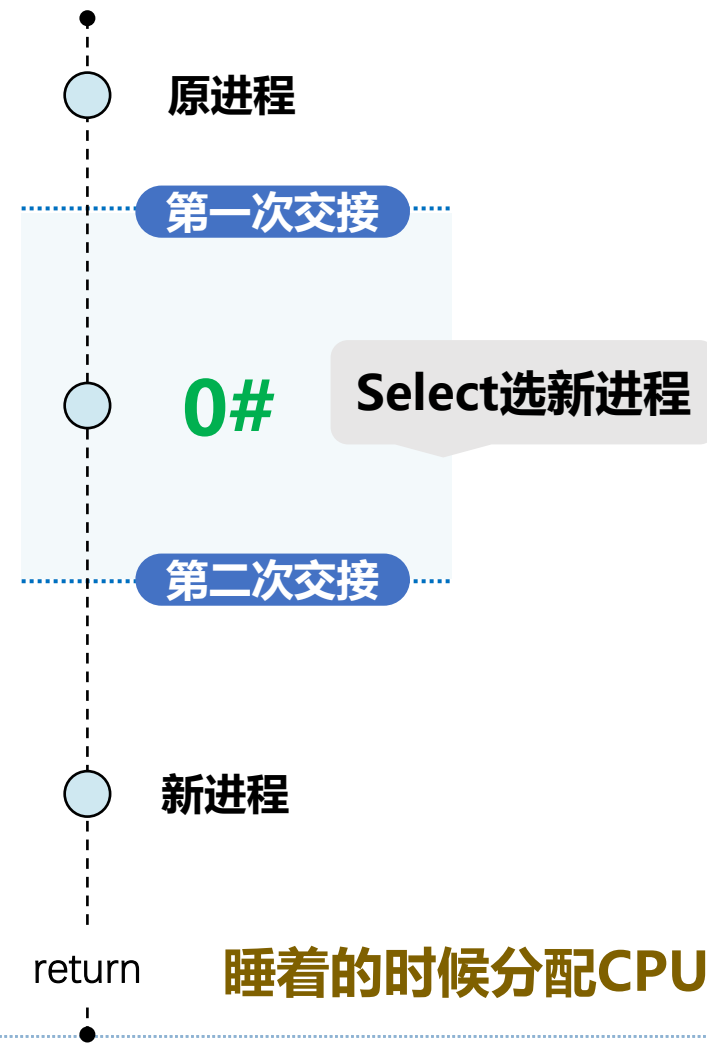 原进程
第一次交接
0#
Select选新进程
第二次交接
新进程
return
睡着的时候分配CPU